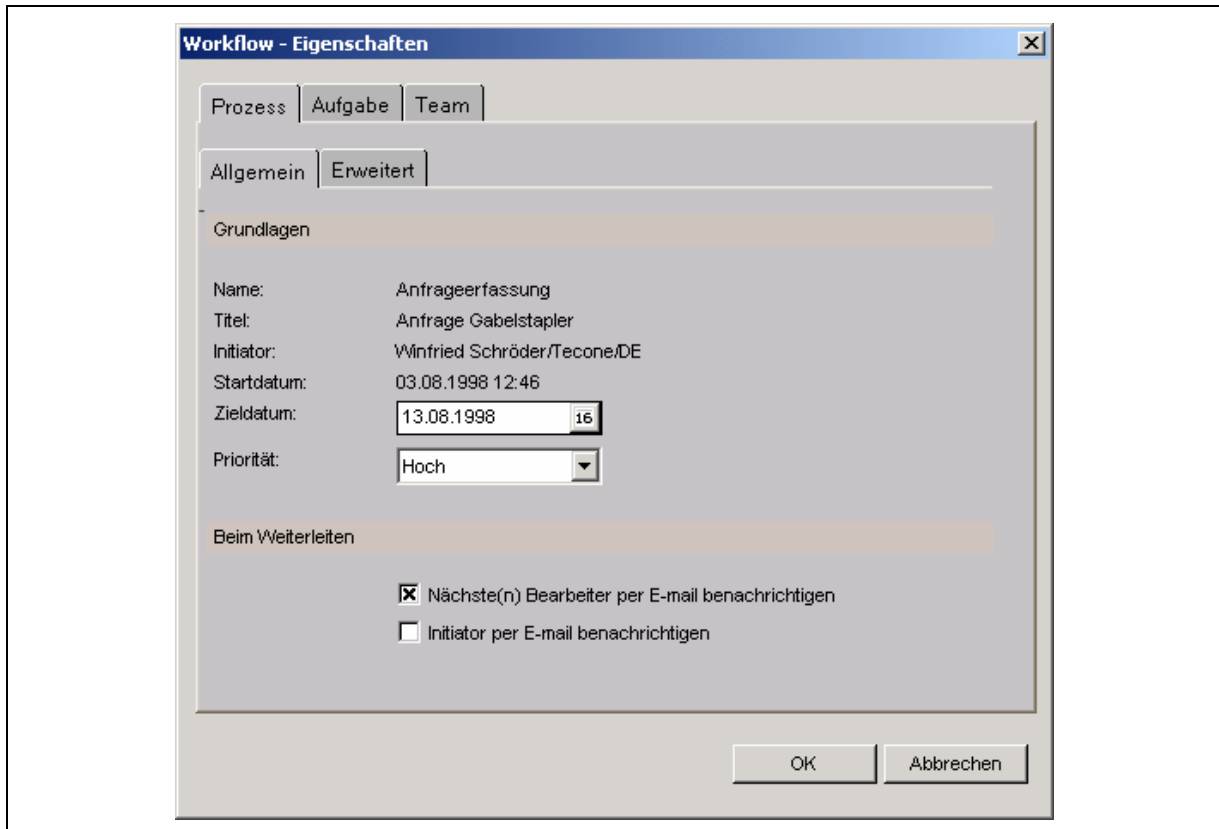 Workflow - Eigenschaften
Prozess Aufgabe Team
Allgemein Erweitert
Grundlagen
Name: Anfrageerfassung
Titel: Anfrage Gabelstapler
Initiator: Winfried Schröder/Tecone/DE
Startdatum: 03.08.1998 12:46
Zieldatum: 13.08.1998 16
Priorität: Hoch
Beim Weiterleiten
Nächste(n) Bearbeiter per E-mail benachrichtigen
Initiator per E-mail benachrichtigen
OK Abbrechen